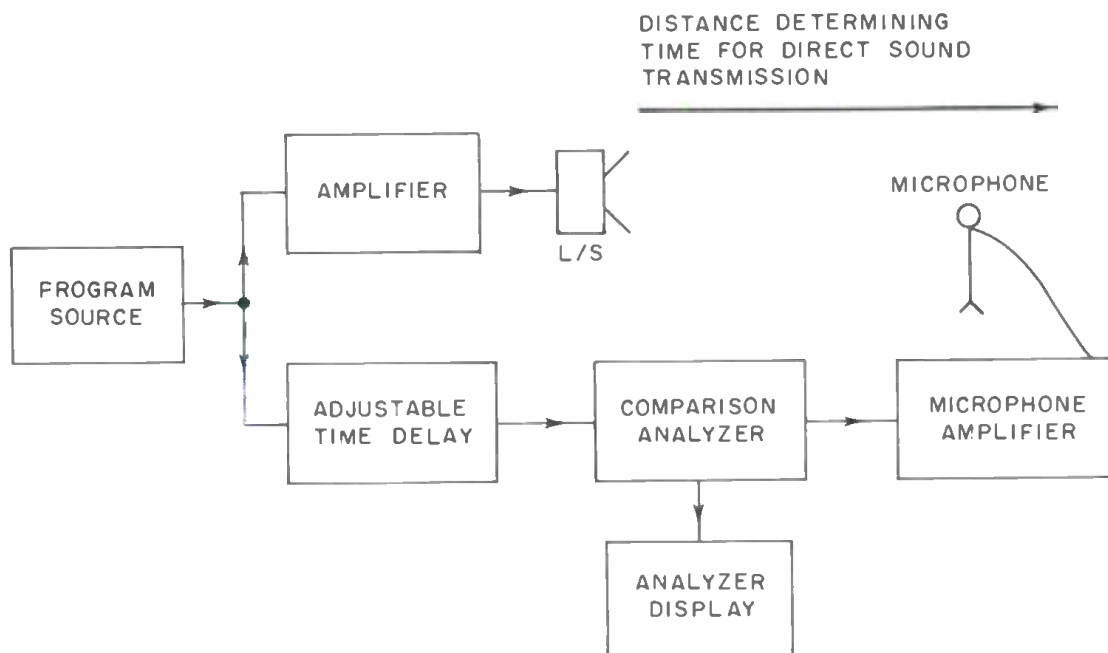 DISTANCE DETERMINING
TIME FOR DIRECT SOUND
TRANSMISSION
AMPLIFIER
L/S
MICROPHONE
FROGRAM
SOURCE
ADJUSTABLE
TIME DELAY
COMPARISON
ANALYZER
MICROPHONE
AMPLIFIER
ANALYZER
DISPLAY